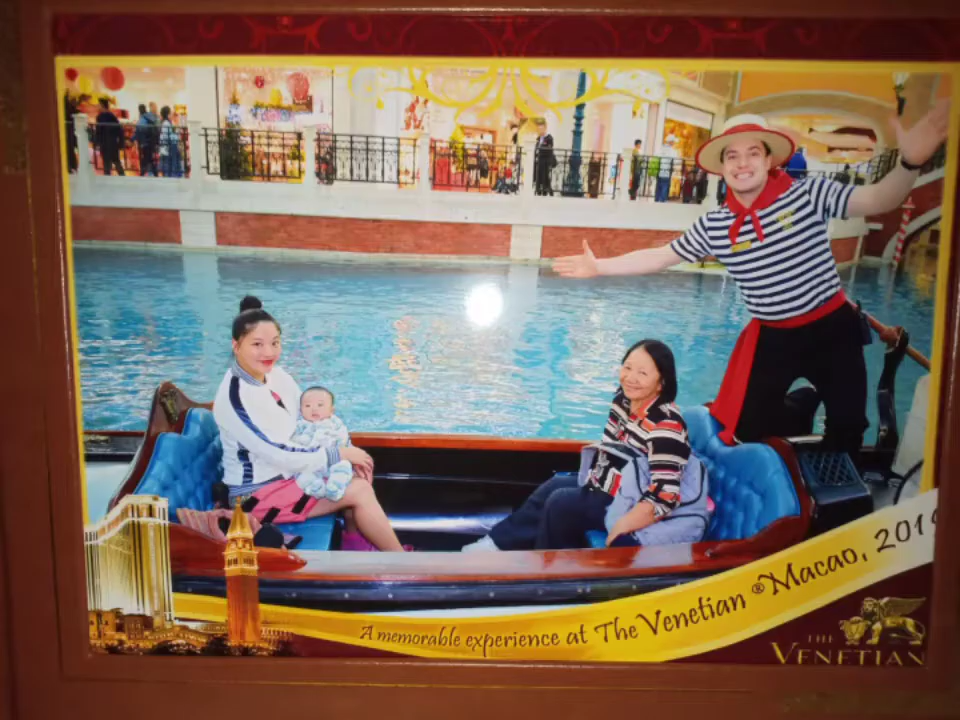 A memorable experience at The Venetian ® Macao, 201
THE
VENETIAN